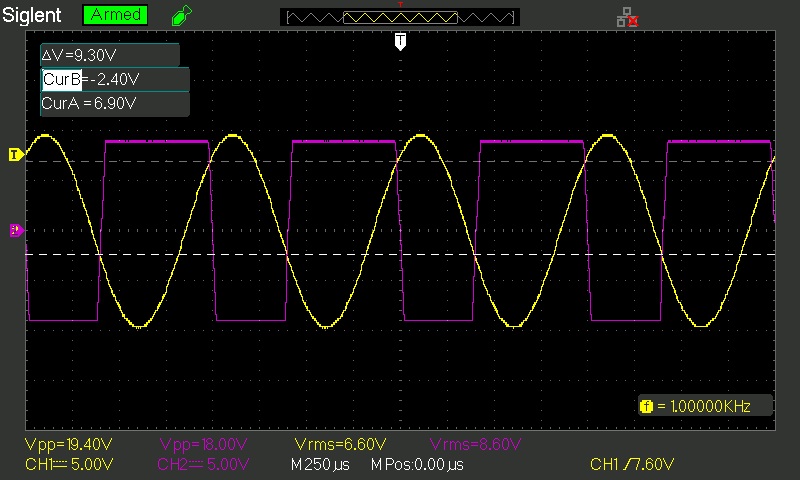 Siglent Armed T
T
ΔV=9.30V
CurB=-2.40V
CurA =6.90V
T
2
f = 1.00000KHz
Vpp=19.40V Vpp=18.00V Vrms=6.60V Vrms=8.60V
CH1 5.00V CH2 5.00V M 250µs M Pos:0.00µs CH1 /7.60V